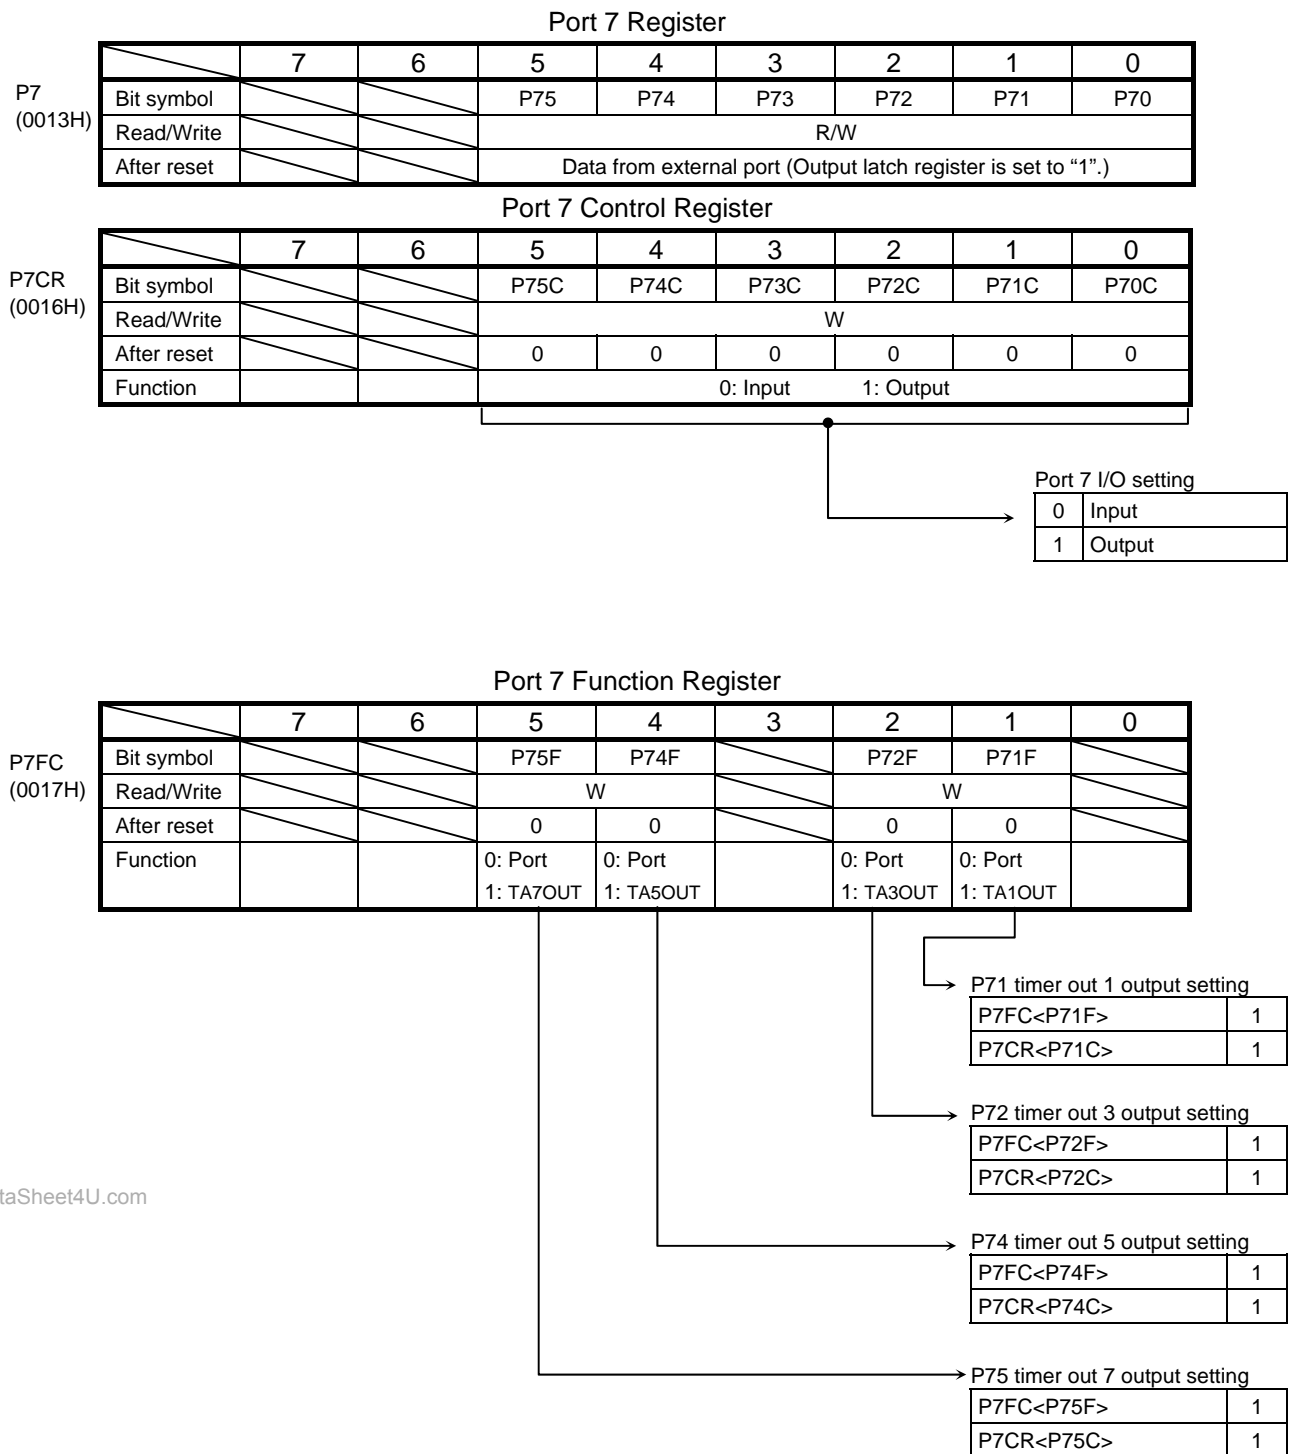 Port 7 Register
7 6 5 4 3 2 1 0
P7
(0013H)
Bit symbol P75 P74 P73 P72 P71 P70
Read/Write R/W
After reset Data from external port (Output latch register is set to “1”.)
Port 7 Control Register
7 6 5 4 3 2 1 0
P7CR
(0016H)
Bit symbol P75C P74C P73C P72C P71C P70C
Read/Write W
After reset 0 0 0 0 0 0
Function 0: Input 1: Output
Port 7 I/O setting
0 Input
1 Output
Port 7 Function Register
7 6 5 4 3 2 1 0
P7FC
(0017H)
Bit symbol P75F P74F P72F P71F
Read/Write W W
After reset 0 0 0 0
Function 0: Port 0: Port 0: Port 0: Port
1: TA7OUT 1: TA5OUT 1: TA3OUT 1: TA1OUT
P71 timer out 1 output setting
P7FC<P71F> 1
P7CR<P71C> 1
P72 timer out 3 output setting
P7FC<P72F> 1
P7CR<P72C> 1
taSheet4U.com
P74 timer out 5 output setting
P7FC<P74F> 1
P7CR<P74C> 1
P75 timer out 7 output setting
P7FC<P75F> 1
P7CR<P75C> 1